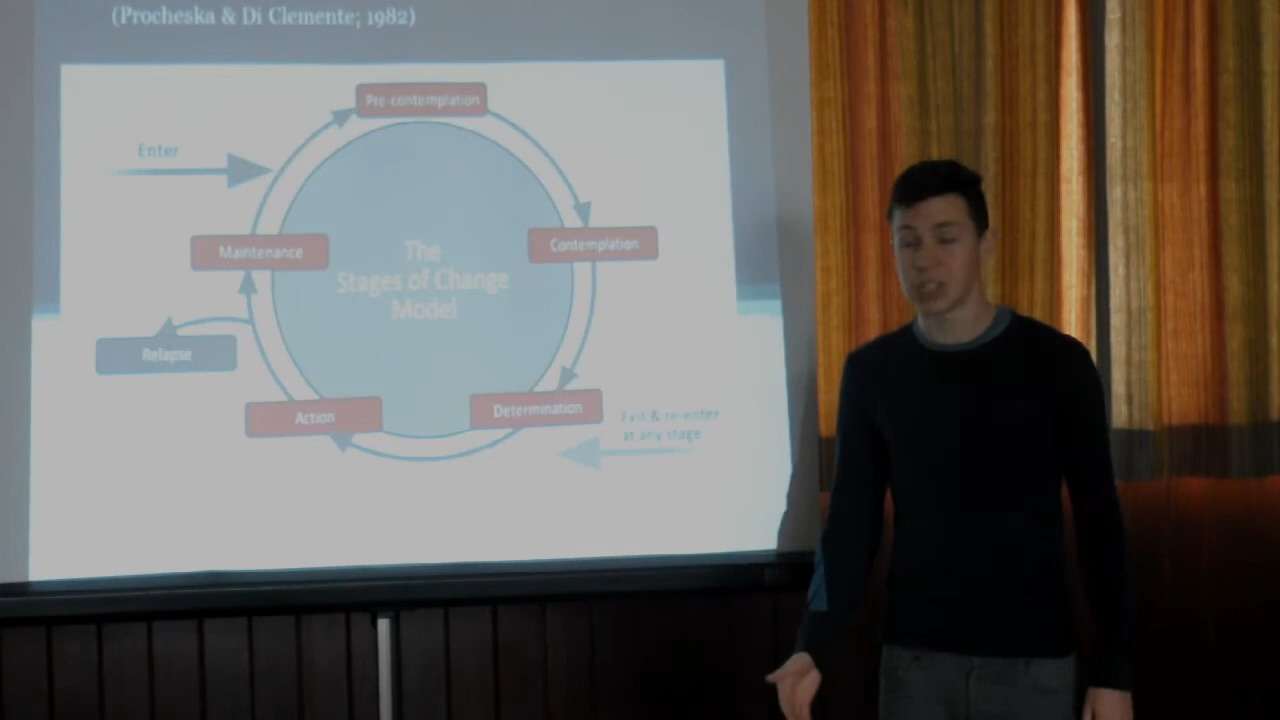 (Procheska & Di Clemente; 1982)
Pre-contemplation
Enter
Contemplation
Maintenance
The
Stages of Change
Model
Relapse
Action
Determination
Exit & re-enter
at any stage